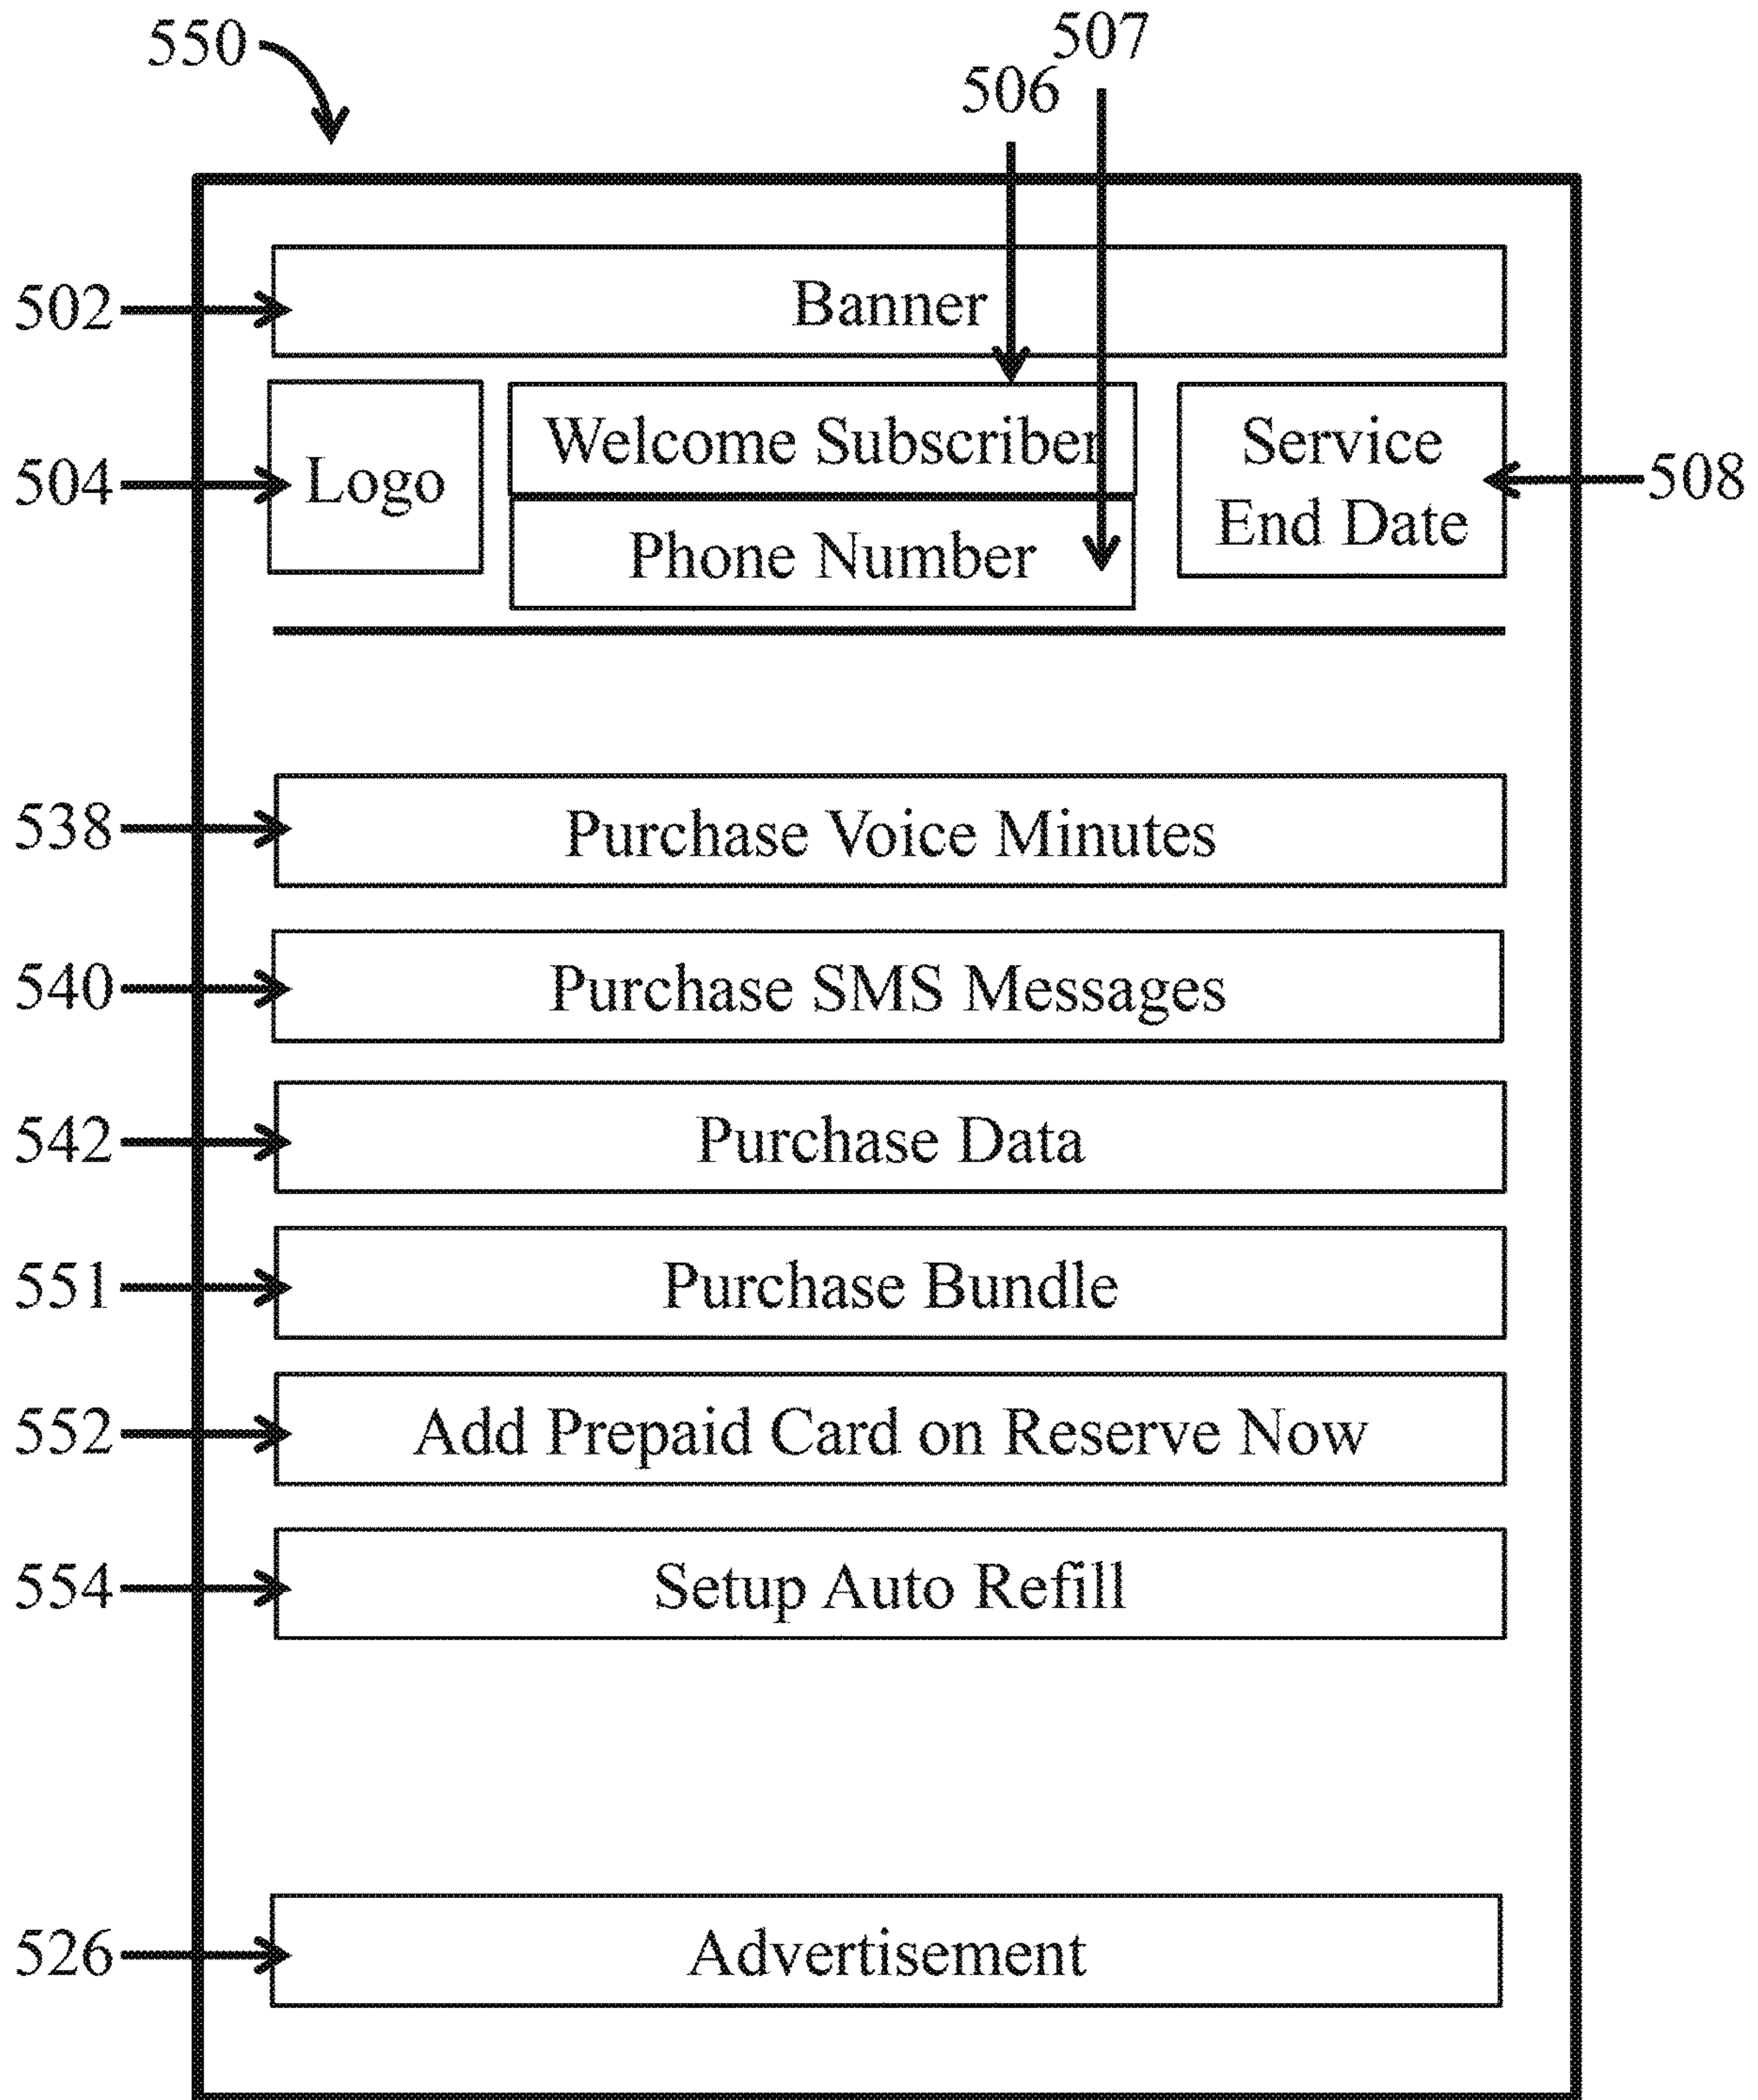 550
507
506
502
Banner
504
Logo
Welcome Subscriber
Phone Number
Service
End Date
508
538
Purchase Voice Minutes
540
Purchase SMS Messages
542
Purchase Data
551
Purchase Bundle
552
Add Prepaid Card on Reserve Now
554
Setup Auto Refill
526
Advertisement